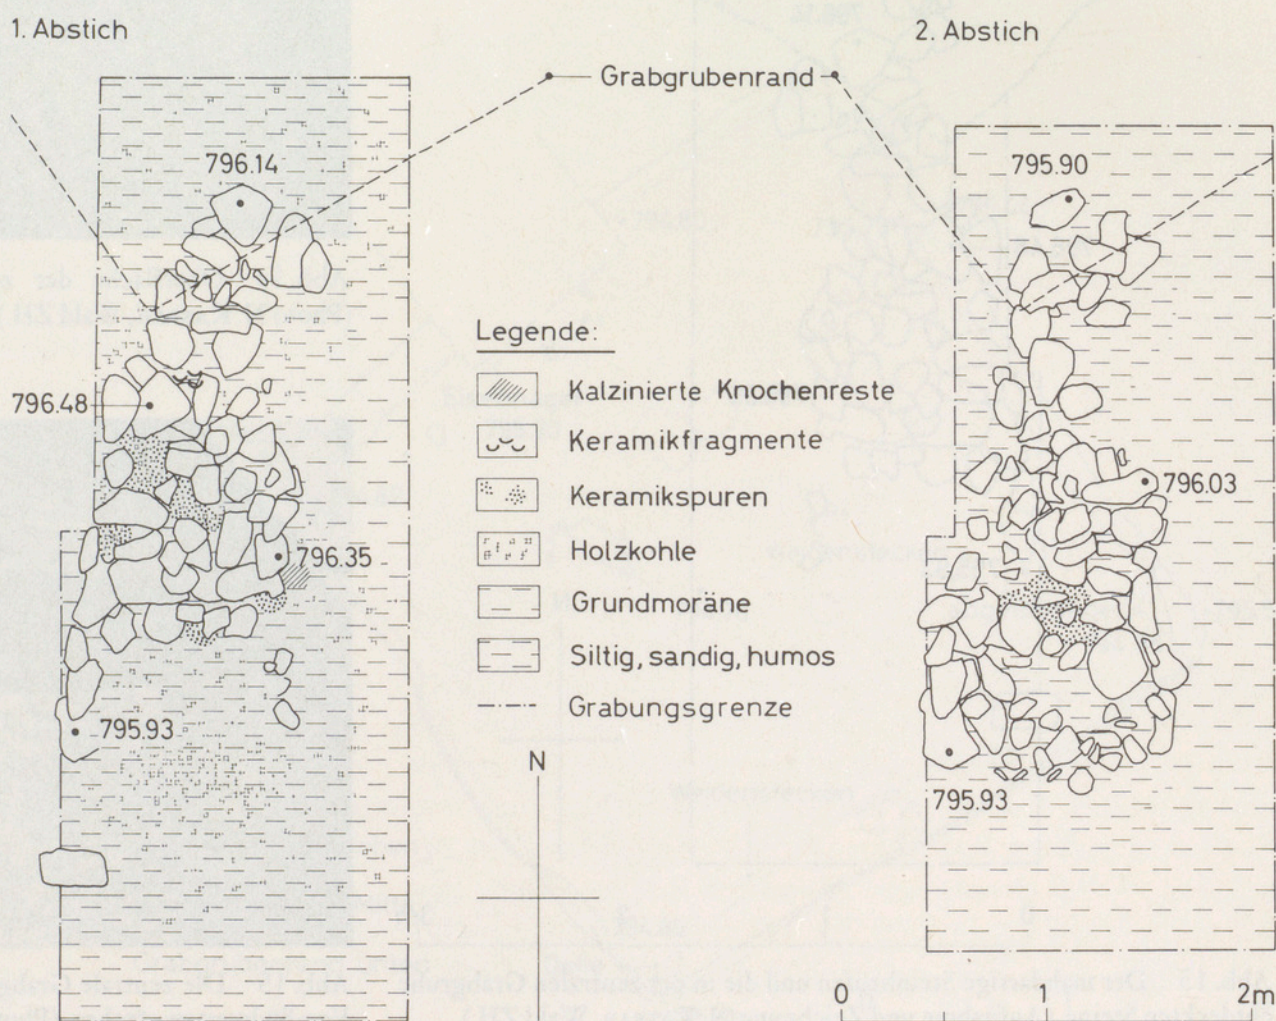 1. Abstich
2. Abstich
Grabgrubenrand
796.14
795.90
Legende:
796.48
Kalzinierte Knochenreste
Keramikfragmente
Keramikspuren
796.03
Holzkohle
796.35
Grundmoräne
Siltig, sandig, humos
Grabungsgrenze
795.93
795.93
N
0 1 2m